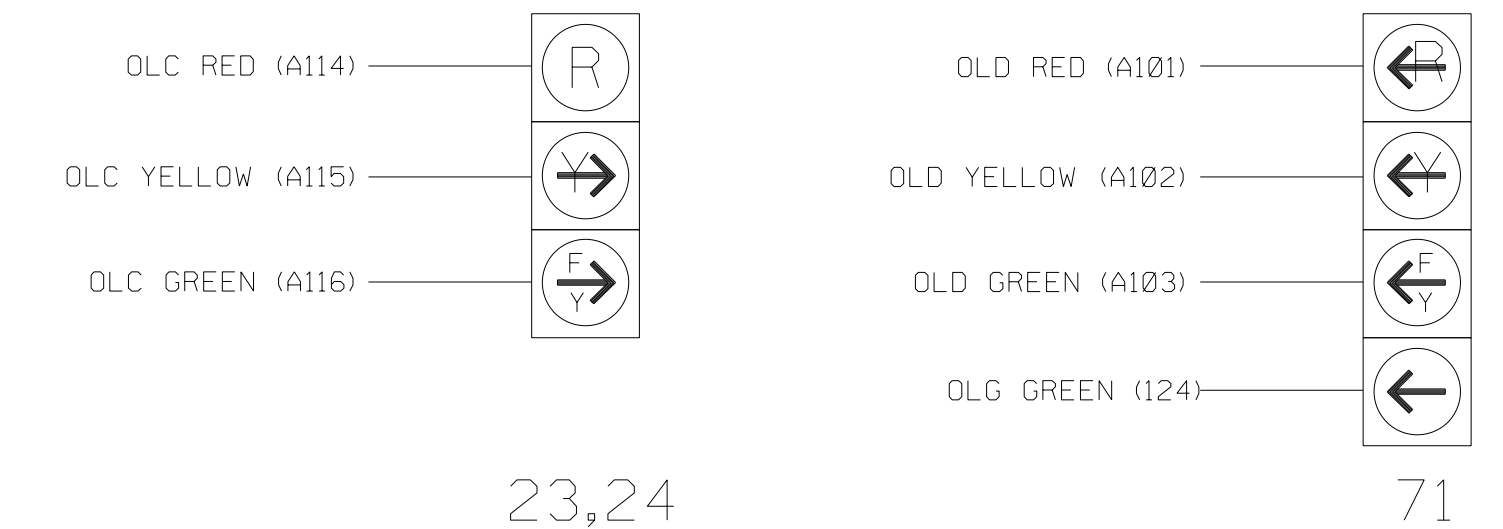 OLC RED (A114)
R
OLC YELLOW (A115)
Y
OLC GREEN (A116)
F
Y
23,24
OLD RED (A1Ø1)
R
OLD YELLOW (A1Ø2)
Y
OLD GREEN (A1Ø3)
F
Y
OLG GREEN (124)
71